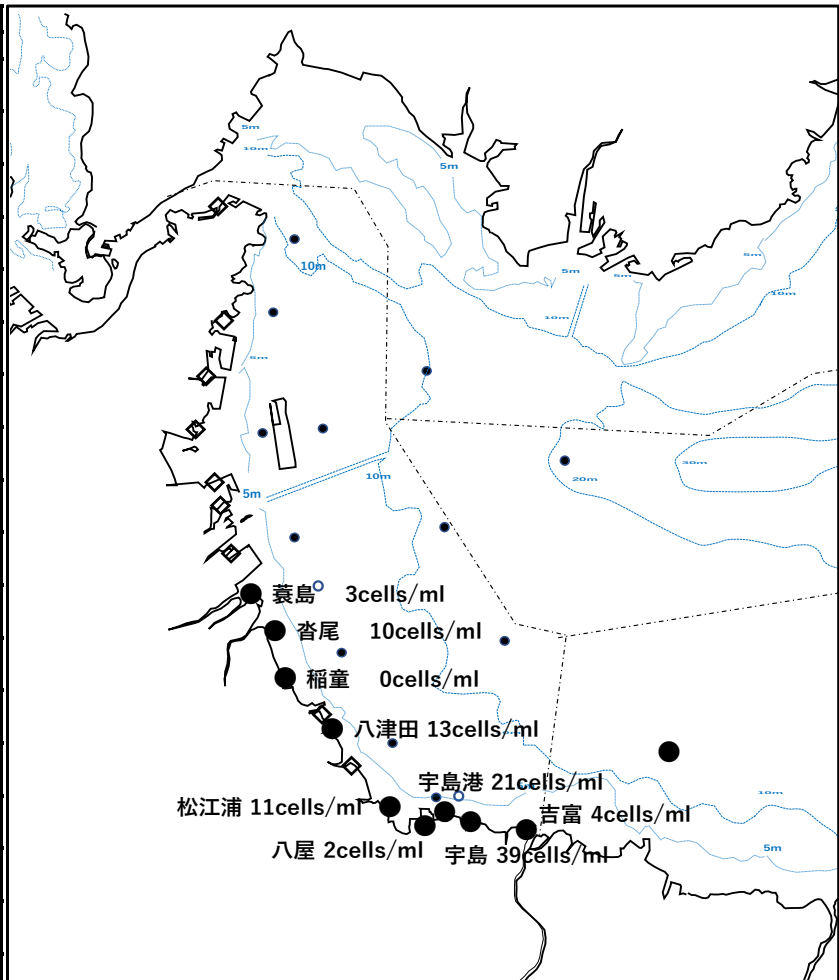 5m
10m
5m
5m
10m
5m
5m
10m
10m
5m
10m
20m
30m
5m
蓑島 3cells/ml
沓尾 10cells/ml
稲童 0cells/ml
八津田 13cells/ml
宇島港 21cells/ml
松江浦 11cells/ml
吉富 4cells/ml
八屋 2cells/ml
宇島 39cells/ml
10m
5m